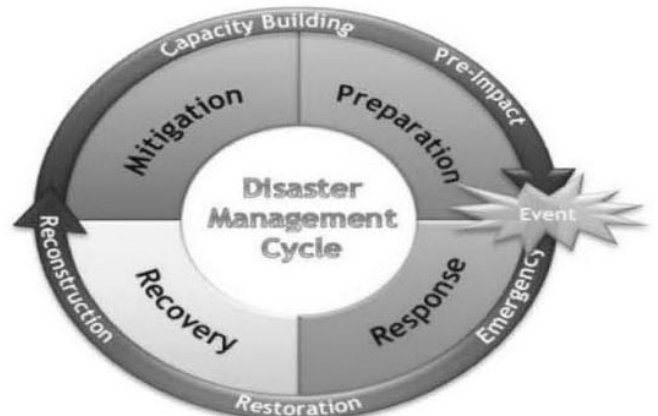 Capacity Building
Pre-Impact
Mitigation
Preparation
Disaster
Management
Cycle
Event
Reconstruction
Recovery
Response
Emergency
Restoration